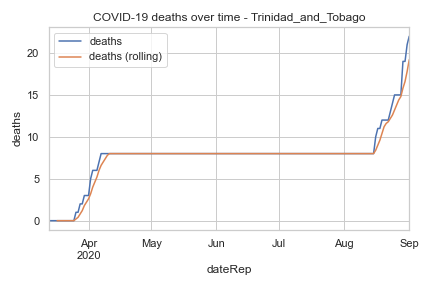 COVID-19 deaths over time - Trinidad_and_Tobago
deaths
deaths (rolling)
deaths
20
15
10
5
0
Apr
2020
May
Jun
Jul
Aug
Sep
dateRep